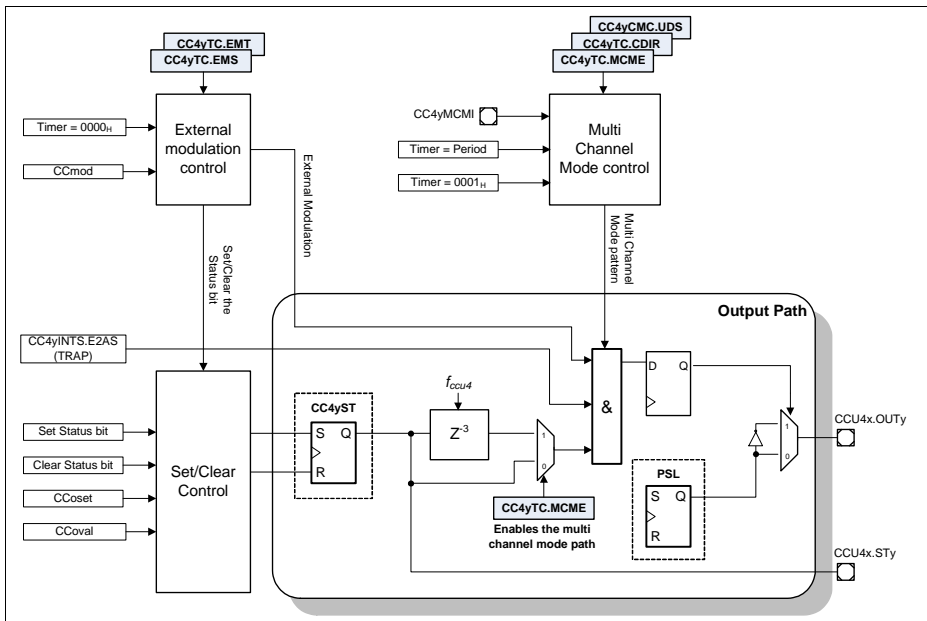 CC4yCMC.UDS
CC4yTC.EMT
CC4yTC.CDIR
CC4yTC.EMS
CC4yTC.MCME
Timer = 0000H
CCmod
External
modulation
control
CC4yMCMI
Timer = Period
Timer = 0001H
Multi
Channel
Mode control
External Modulation
Set/Clear the
Status bit
Multi Channel
Mode pattern
Output Path
CC4yINTS.E2AS
(TRAP)
Set Status bit
Clear Status bit
CCoset
CCoval
Set/Clear
Control
CC4yST
S Q
R
fccu4
Z-3
1
0
CC4yTC.MCME
Enables the multi
channel mode path
&
D Q
PSL
S Q
R
1
0
CCU4x.OUTy
CCU4x.STy